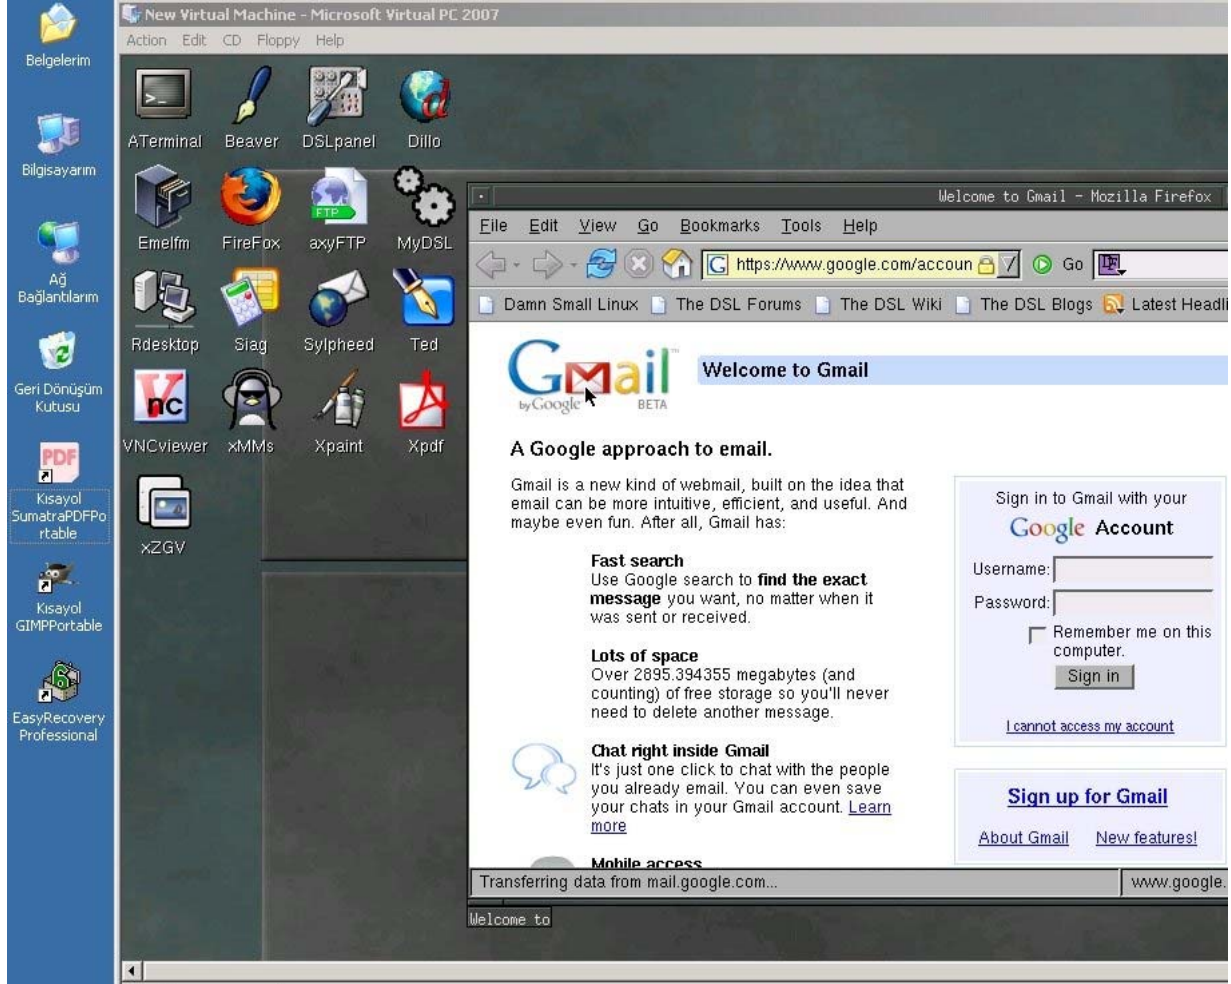 New Virtual Machine - Microsoft Virtual PC 2007
Action Edit CD Floppy Help
Belgelerim
Bilgisayarım
Ağ
Bağlantılarım
Geri Dönüşüm
Kutusu
PDF
Kısayol
SumatraPDFPo
rtable
Kısayol
GIMPPortable
6
EasyRecovery
Professional
ATerminal Beaver DSLpanel Dillo
FTP
Emelfm FireFox axyFTP MyDSL
Rdesktop Siag Sylpheed Ted
Vnc
VNCviewer xMMs Xpaint Xpdf
xZGV
Welcome to Gmail - Mozilla Firefox
File Edit View Go Bookmarks Tools Help
G https://www.google.com/accoun Go
Damn Small Linux The DSL Forums The DSL Wiki The DSL Blogs Latest Headli
Gmail™
by Google BETA
Welcome to Gmail
A Google approach to email.
Gmail is a new kind of webmail, built on the idea that
email can be more intuitive, efficient, and useful. And
maybe even fun. After all, Gmail has:
Fast search
Use Google search to find the exact
message you want, no matter when it
was sent or received.
Lots of space
Over 2895.394355 megabytes (and
counting) of free storage so you'll never
need to delete another message.
Chat right inside Gmail
It's just one click to chat with the people
you already email. You can even save
your chats in your Gmail account. Learn
more
Mobile access
Sign in to Gmail with your
Google Account
Username:
Password:
Remember me on this
computer.
Sign in
I cannot access my account
Sign up for Gmail
About Gmail New features!
Transferring data from mail.google.com... www.google.
Welcome to